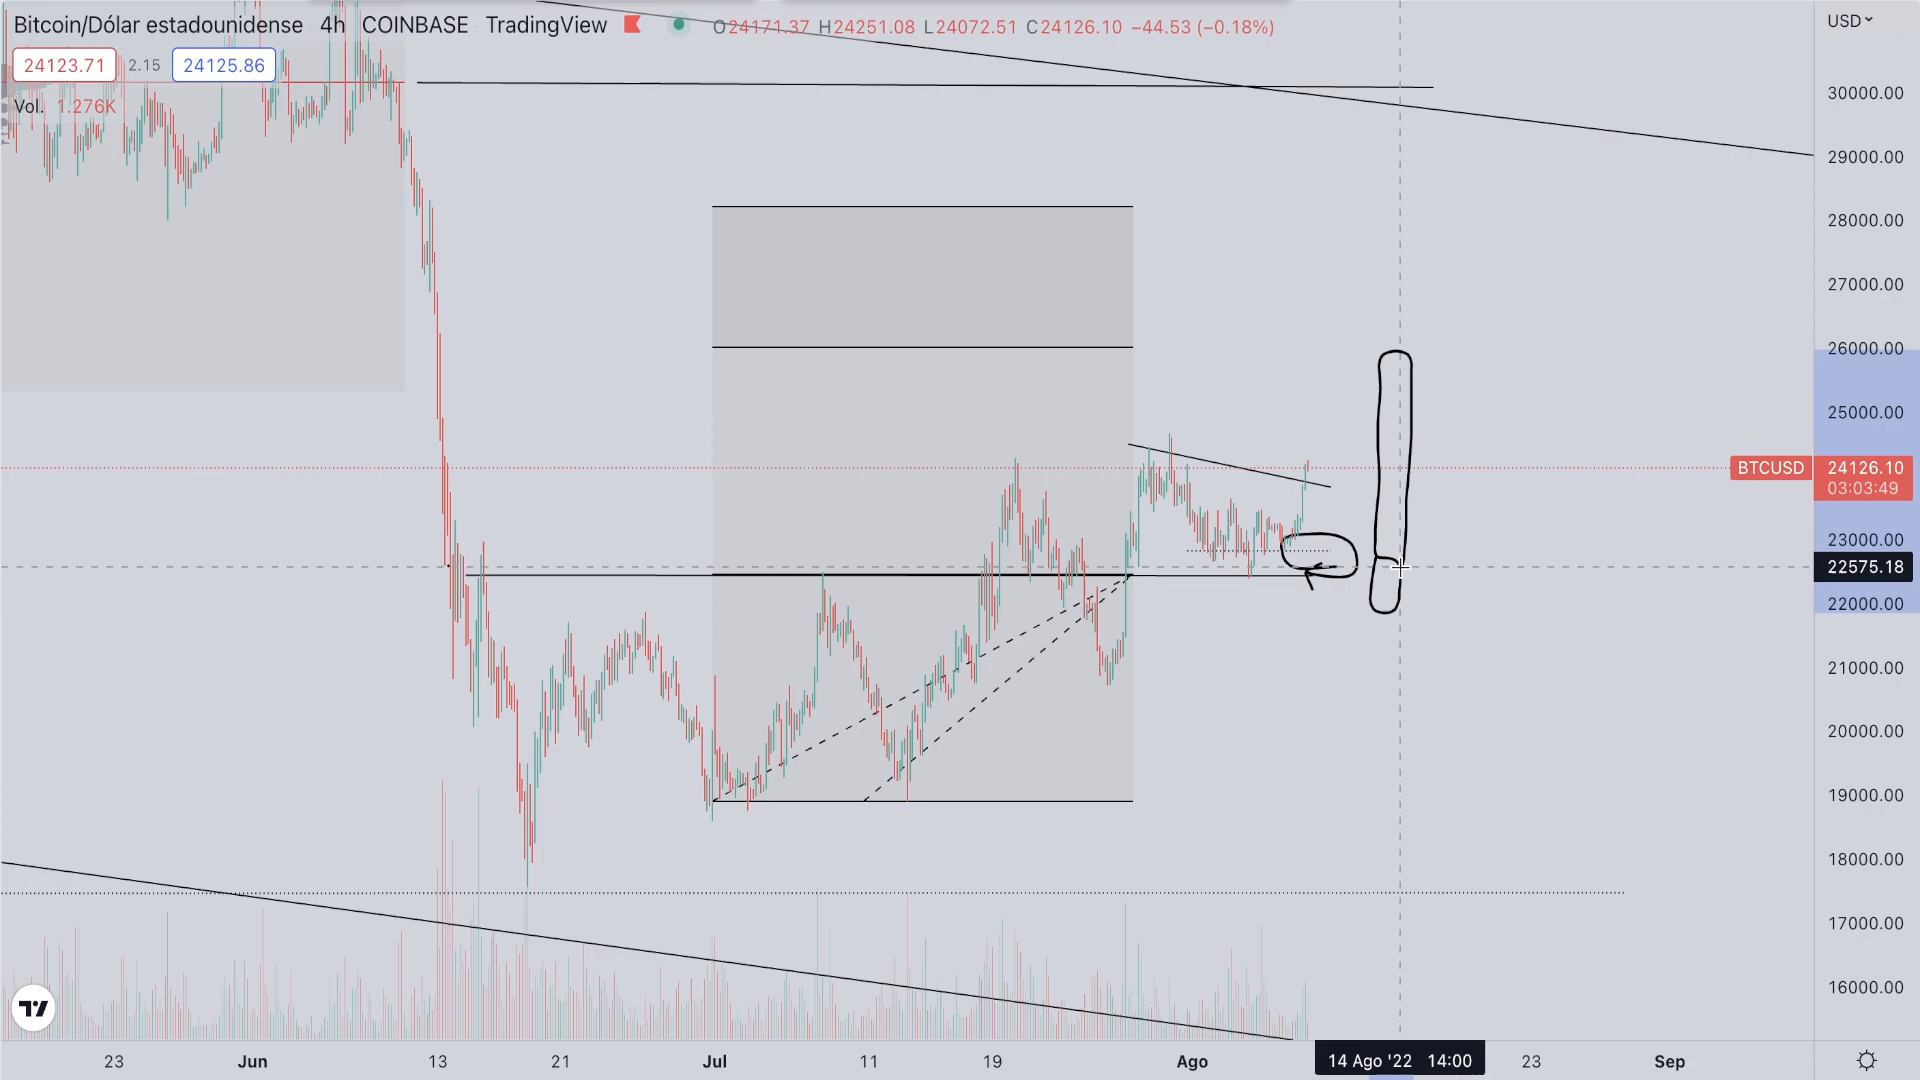 Bitcoin/Dólar estadounidense 4h COINBASE TradingView O24171.37 H24251.08 L24072.51 C24126.10 −44.53 (−0.18%)
USD
24123.71 2.15 24125.86
Vol. 1.276K
30000.00
29000.00
28000.00
27000.00
26000.00
25000.00
BTCUSD 24126.10
03:03:49
23000.00
22575.18
22000.00
21000.00
20000.00
19000.00
18000.00
17000.00
16000.00
23 Jun 13 21 Jul 11 19 Ago 14 Ago '22 14:00 23 Sep